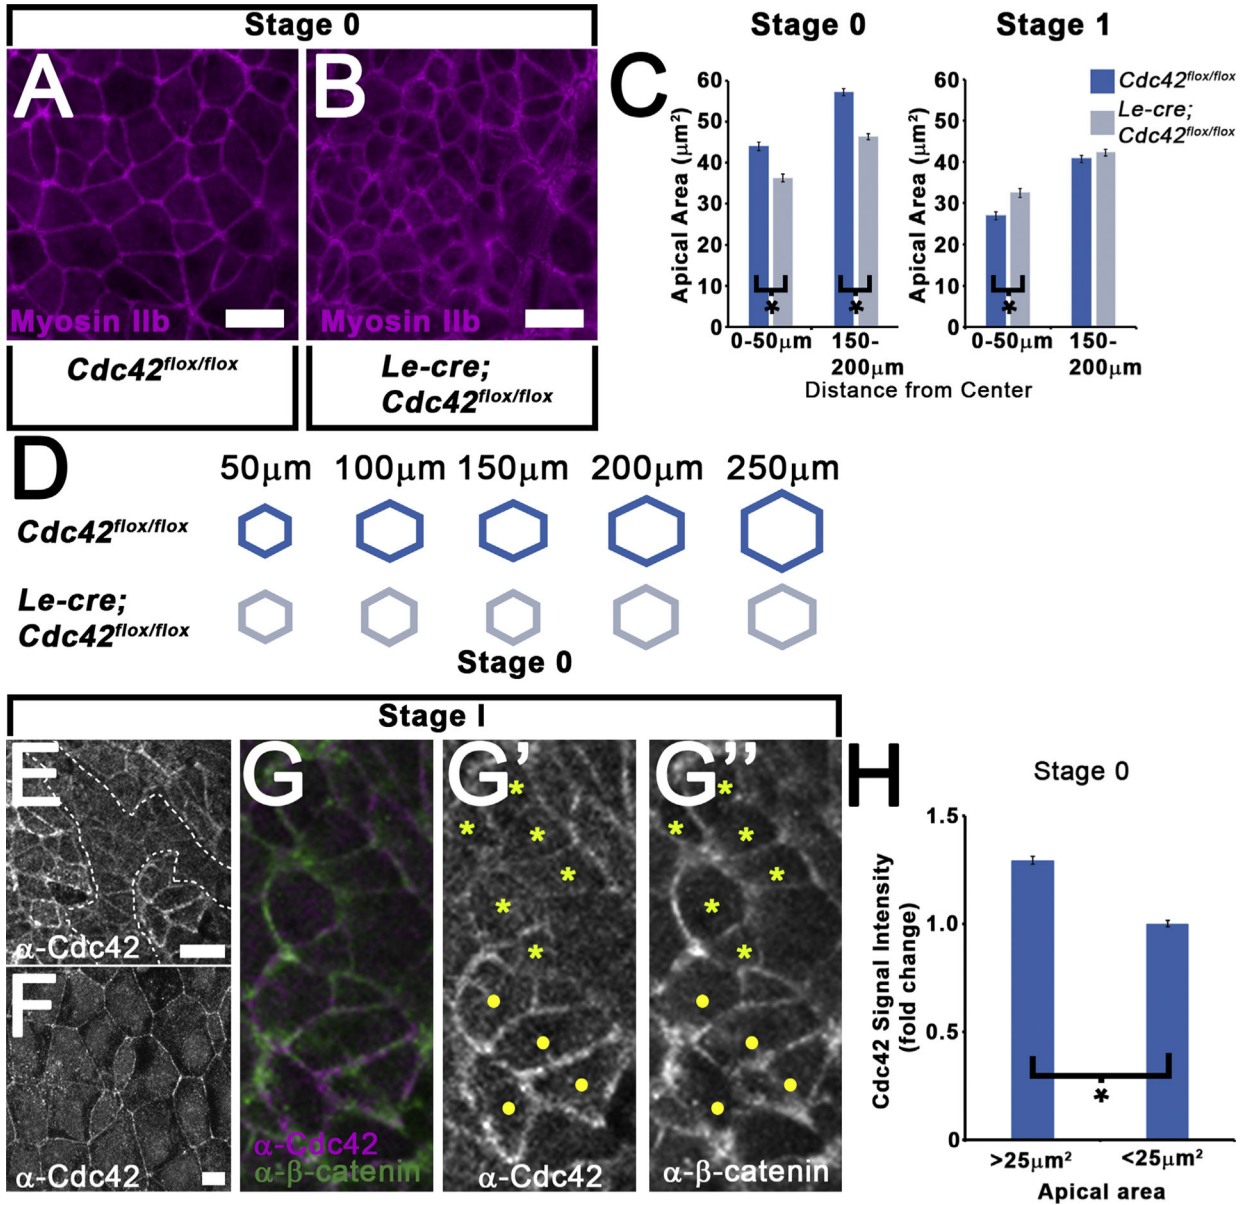 Stage 0
A
B
Myosin IIb
Myosin IIb
Cdc42flox/flox
Le-cre;
Cdc42flox/flox
C
Stage 0
Stage 1
Apical Area (μm2)
60
50
40
30
20
10
0
0-50μm
150-
200μm
Apical Area (μm2)
60
50
40
30
20
10
0
0-50μm
150-
200μm
*
*
*
Cdc42flox/flox
Le-cre;
Cdc42flox/flox
Distance from Center
D
50μm 100μm 150μm 200μm 250μm
Cdc42flox/flox
Le-cre;
Cdc42flox/flox
Stage 0
Stage I
E
α-Cdc42
F
α-Cdc42
G
α-Cdc42
α-β-catenin
G’
α-Cdc42
G”
α-β-catenin
H
Stage 0
Cdc42 Signal Intensity
(fold change)
1.5
1.0
0.5
0
*
>25μm2
<25μm2
Apical area